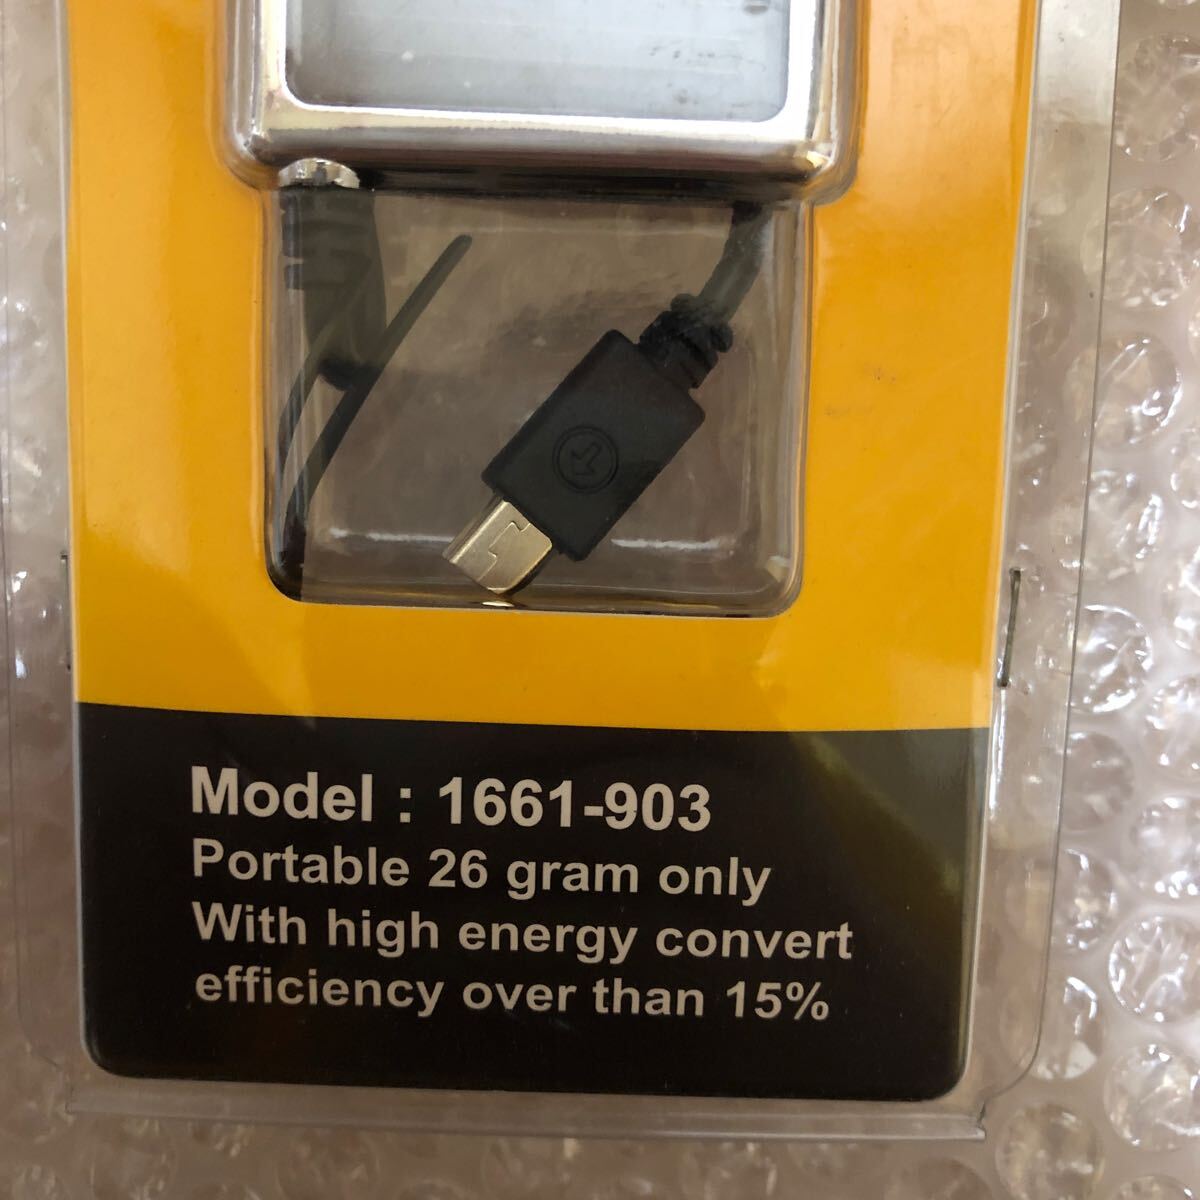 Model : 1661-903
Portable 26 gram only
With high energy convert
efficiency over than 15%